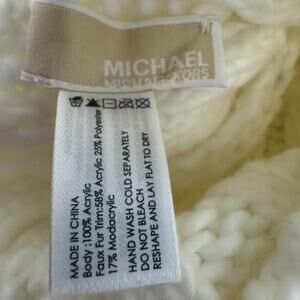 MICHAEL
MICHAEL KORS
MADE IN CHINA
Body :100% Acrylic
Faux Fur Trim:58% Acrylic 25% Polyester
17% Modacrylic
HAND WASH COLD SEPARATELY
DO NOT BLEACH
RESHAPE AND LAY FLAT TO DRY